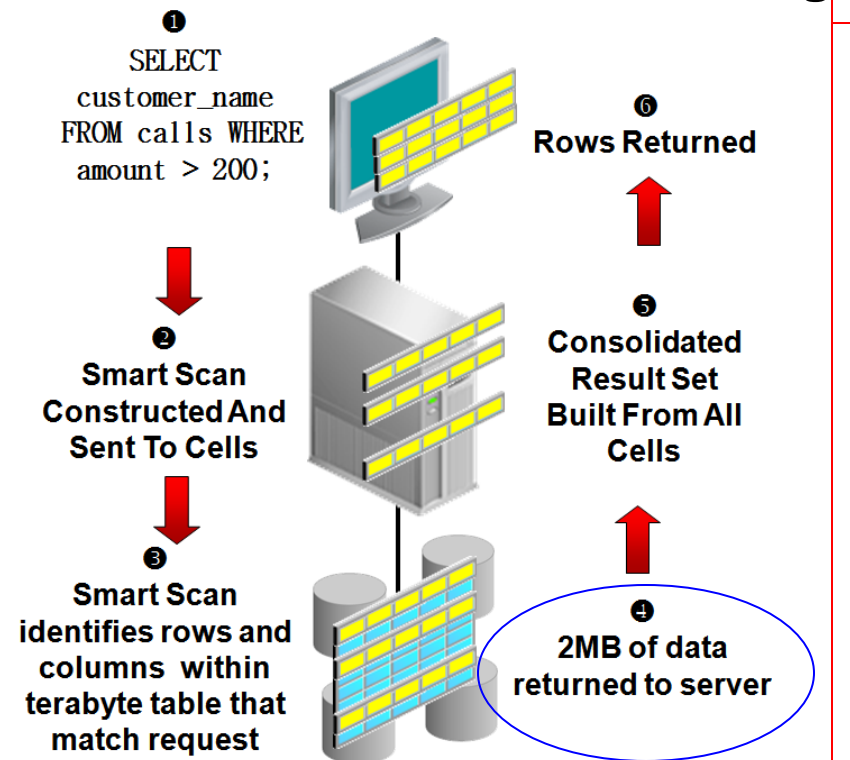 ❶
SELECT
customer_name
FROM calls WHERE
amount > 200;
❷
Smart Scan
Constructed And
Sent To Cells
❸
Smart Scan
identifies rows and
columns within
terabyte table that
match request
❹
2MB of data
returned to server
❺
Consolidated
Result Set
Built From All
Cells
❻
Rows Returned